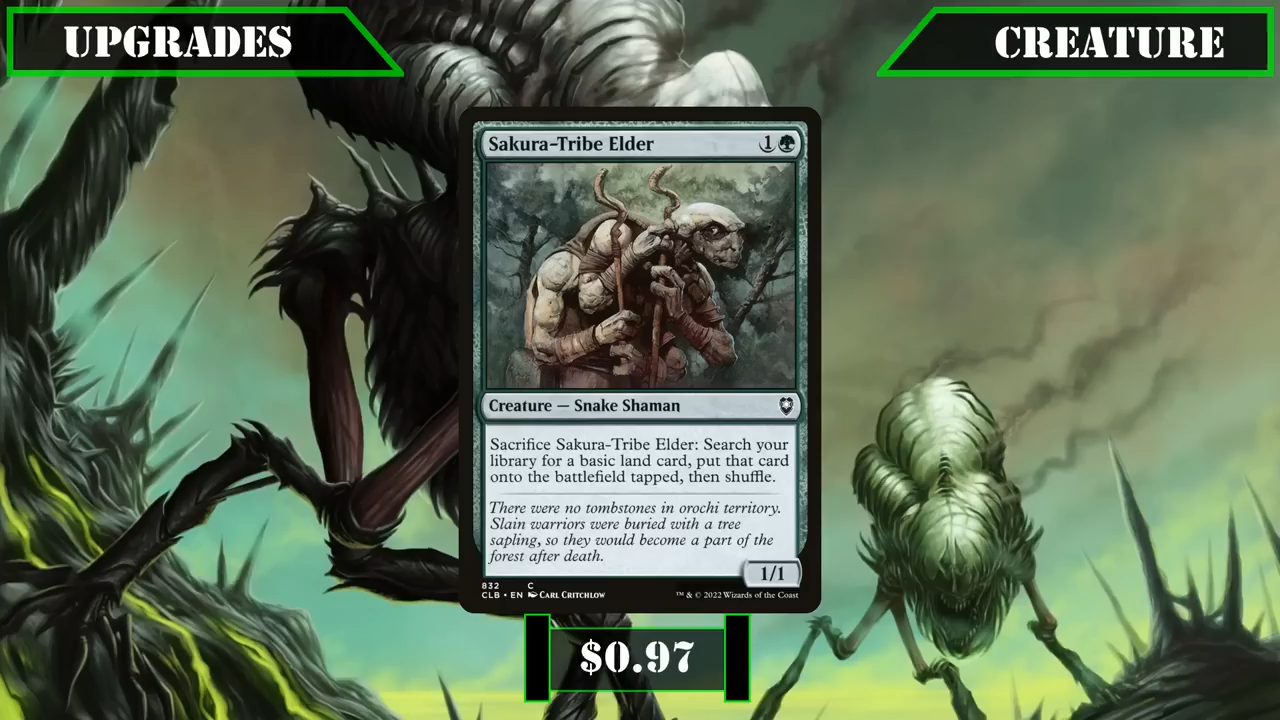 UPGRADES
CREATURE
Sakura-Tribe Elder 1
Creature — Snake Shaman
Sacrifice Sakura-Tribe Elder: Search your
library for a basic land card, put that card
onto the battlefield tapped, then shuffle.
There were no tombstones in orochi territory.
Slain warriors were buried with a tree
sapling, so they would become a part of the
forest after death.
1/1
832 C
CLB • EN Carl Critchlow
™ & © 2022 Wizards of the Coast
$0.97